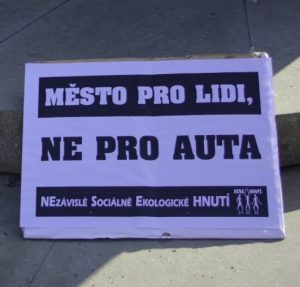 MĚSTO PRO LIDI,
NE PRO AUTA
NEZÁVISLÉ SOCIÁLNĚ EKOLOGICKÉ HNUTÍ